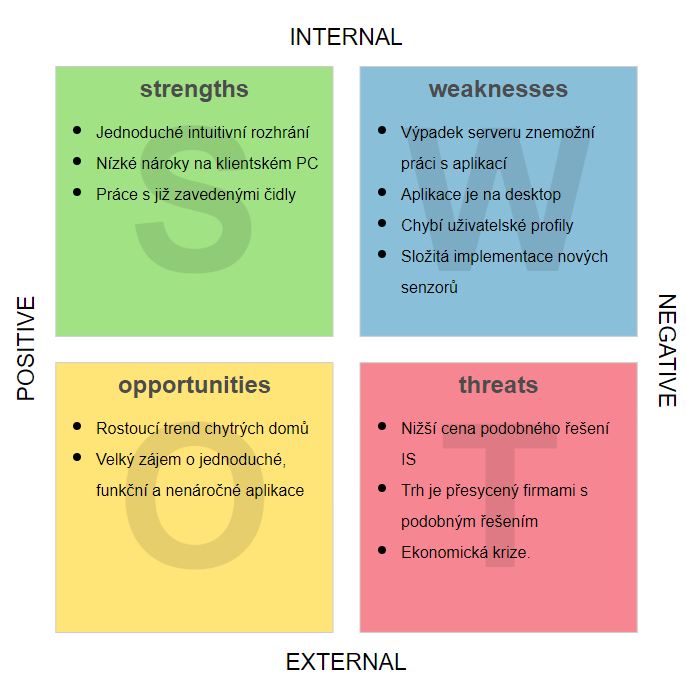 INTERNAL
strengths
S
• Jednoduché intuitivní rozhrání
• Nízké nároky na klientském PC
• Práce s již zavedenými čidly
weaknesses
W
• Výpadek serveru znemožní
práci s aplikací
• Aplikace je na desktop
• Chybí uživatelské profily
• Složitá implementace nových
senzorů
POSITIVE
NEGATIVE
opportunities
O
• Rostoucí trend chytrých domů
• Velký zájem o jednoduché,
funkční a nenáročné aplikace
threats
T
• Nižší cena podobného řešení
IS
• Trh je přesycený firmami s
podobným řešením
• Ekonomická krize.
EXTERNAL